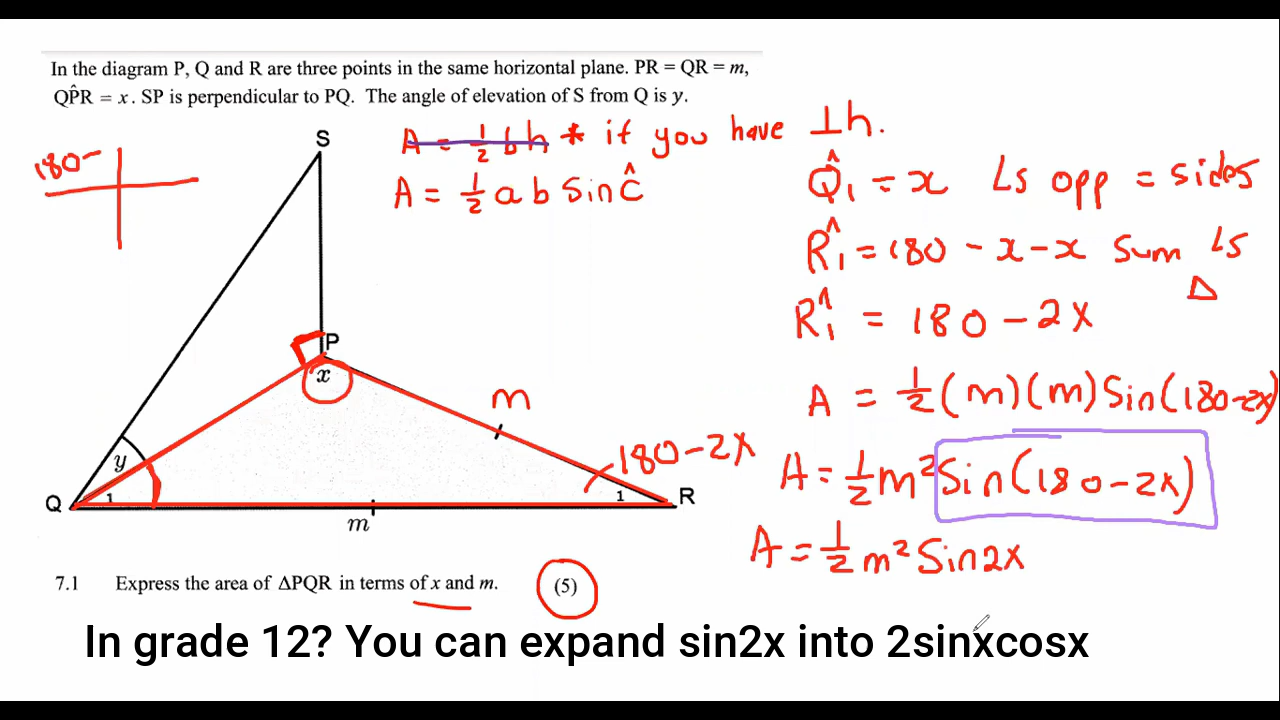 In the diagram P, Q and R are three points in the same horizontal plane. PR = QR = m,
QP̂R = x. SP is perpendicular to PQ. The angle of elevation of S from Q is y.
A = ½bh * if you have ⊥h.
A = ½ab Sin Ĉ
180-
S
P
x
y
Q
1
m
180-2x
1
R
m
Q̂₁ = x ∠s opp = sides
R̂₁ = 180 - x - x Sum ∠s Δ
R̂₁ = 180 - 2x
A = ½(m)(m)Sin(180-2x)
A = ½m²Sin(180-2x)
A = ½m²Sin2x
7.1 Express the area of ΔPQR in terms of x and m. (5)
In grade 12? You can expand sin2x into 2sinxcosx